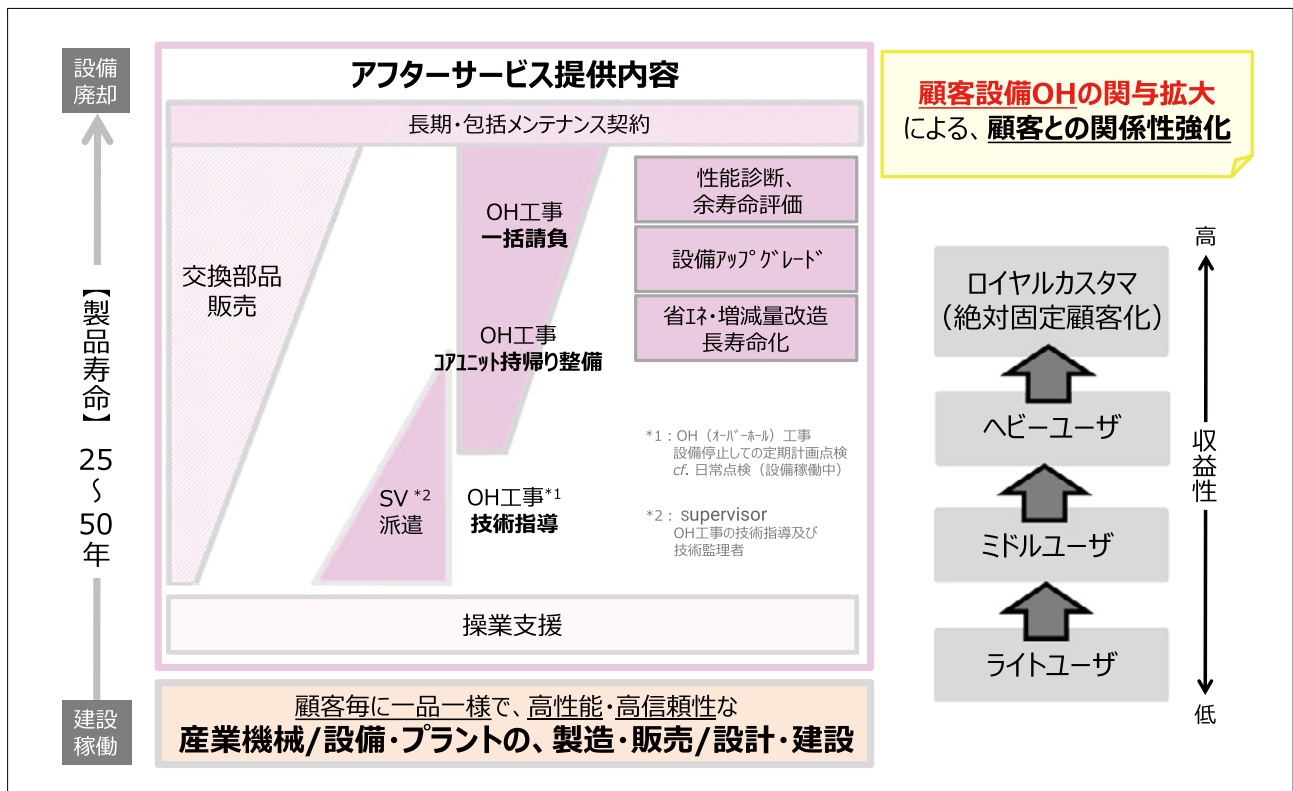 設備
廃却
【製品寿命】
25
～
50
年
建設
稼働
アフターサービス提供内容
長期・包括メンテナンス契約
交換部品
販売
OH工事
一括請負
OH工事
ｺｱﾕﾆｯﾄ持帰り整備
SV *2
派遣
OH工事*1
技術指導
性能診断、
余寿命評価
設備ｱｯﾌﾟｸﾞﾚｰﾄﾞ
省ｴﾈ・増減量改造
長寿命化
*1：OH（ｵｰﾊﾞｰﾎｰﾙ）工事
設備停止しての定期計画点検
cf. 日常点検（設備稼働中）
*2： supervisor
OH工事の技術指導及び
技術監理者
操業支援
顧客毎に一品一様で、高性能・高信頼性な
産業機械/設備・プラントの、製造・販売/設計・建設
顧客設備OHの関与拡大
による、顧客との関係性強化
ロイヤルカスタマ
（絶対固定顧客化）
ヘビーユーザ
ミドルユーザ
ライトユーザ
高
収益性
低